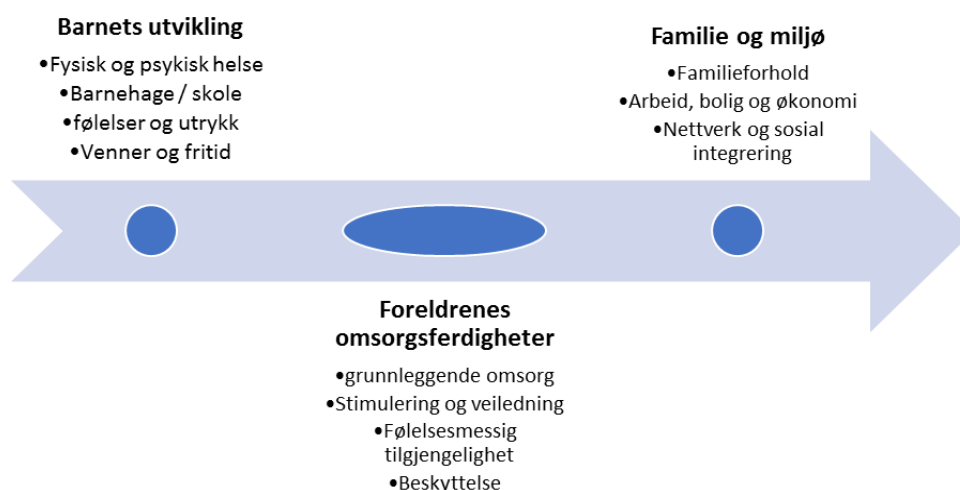 Barnets utvikling
•Fysisk og psykisk helse
•Barnehage / skole
•følelser og utrykk
•Venner og fritid
Foreldrenes
omsorgsferdigheter
•grunnleggende omsorg
•Stimulering og veiledning
•Følelsesmessig
tilgjengelighet
•Beskyttelse
Familie og miljø
•Familieforhold
•Arbeid, bolig og økonomi
•Nettverk og sosial
integrering